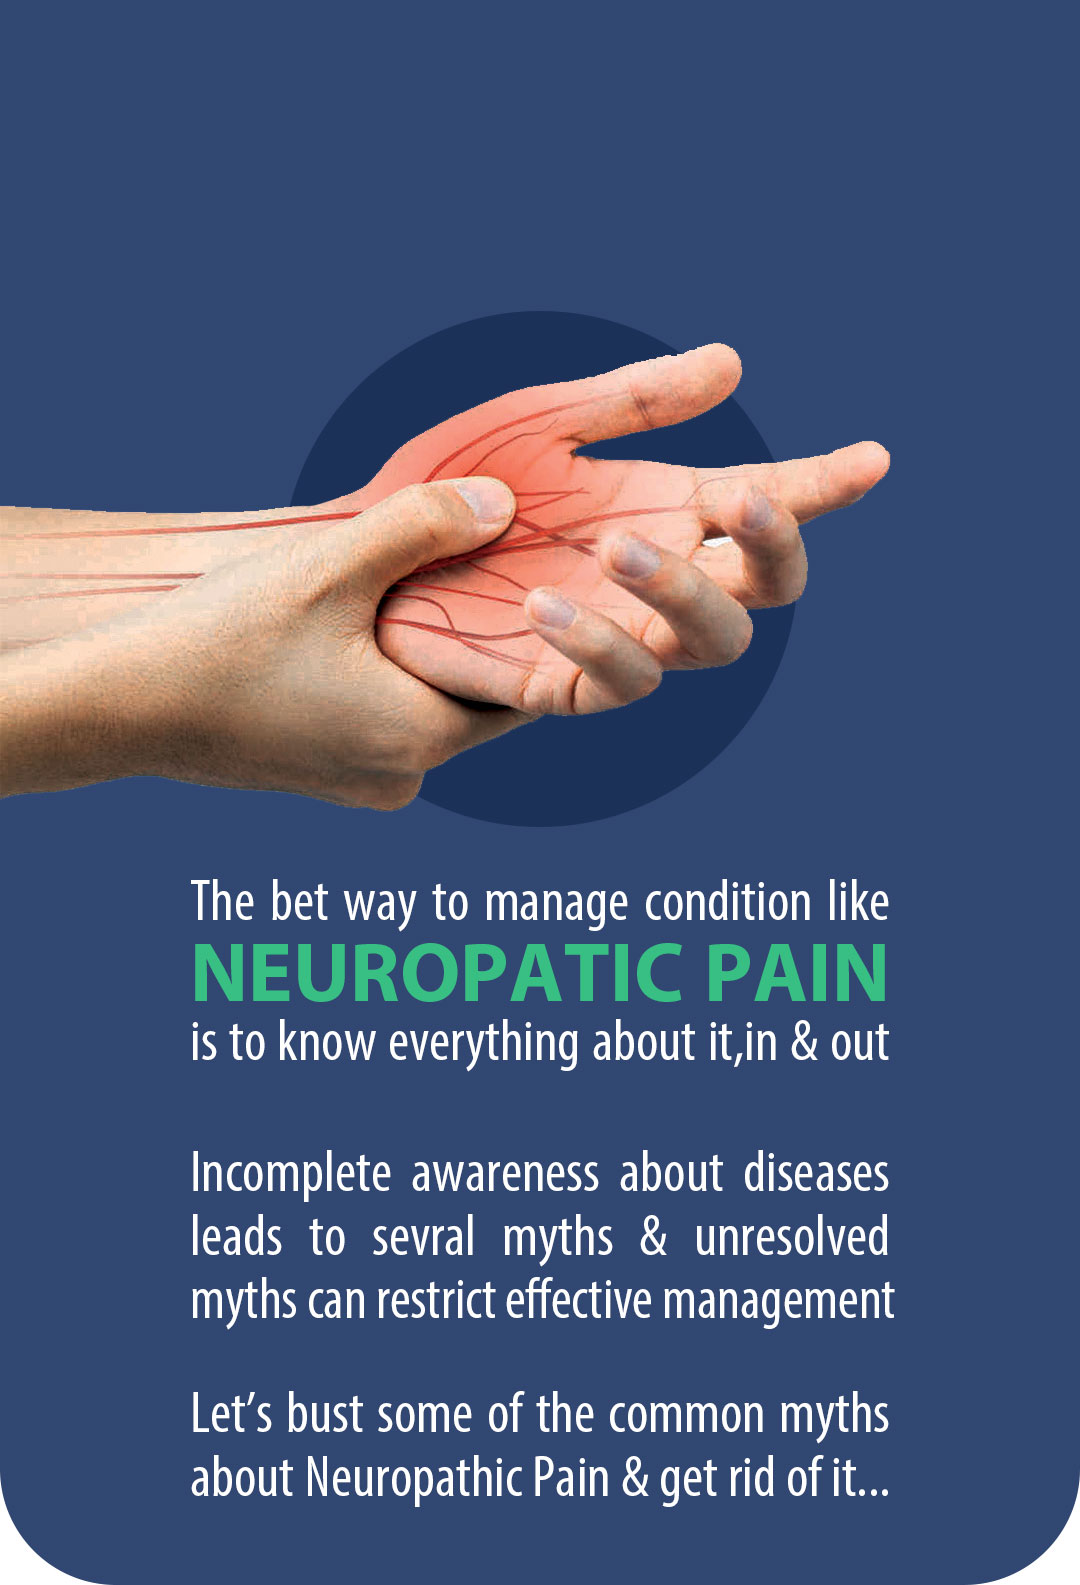 The bet way to manage condition like
NEUROPATIC PAIN
is to know everything about it,in & out
Incomplete awareness about diseases
leads to sevral myths & unresolved
myths can restrict effective management
Let’s bust some of the common myths
about Neuropathic Pain & get rid of it...